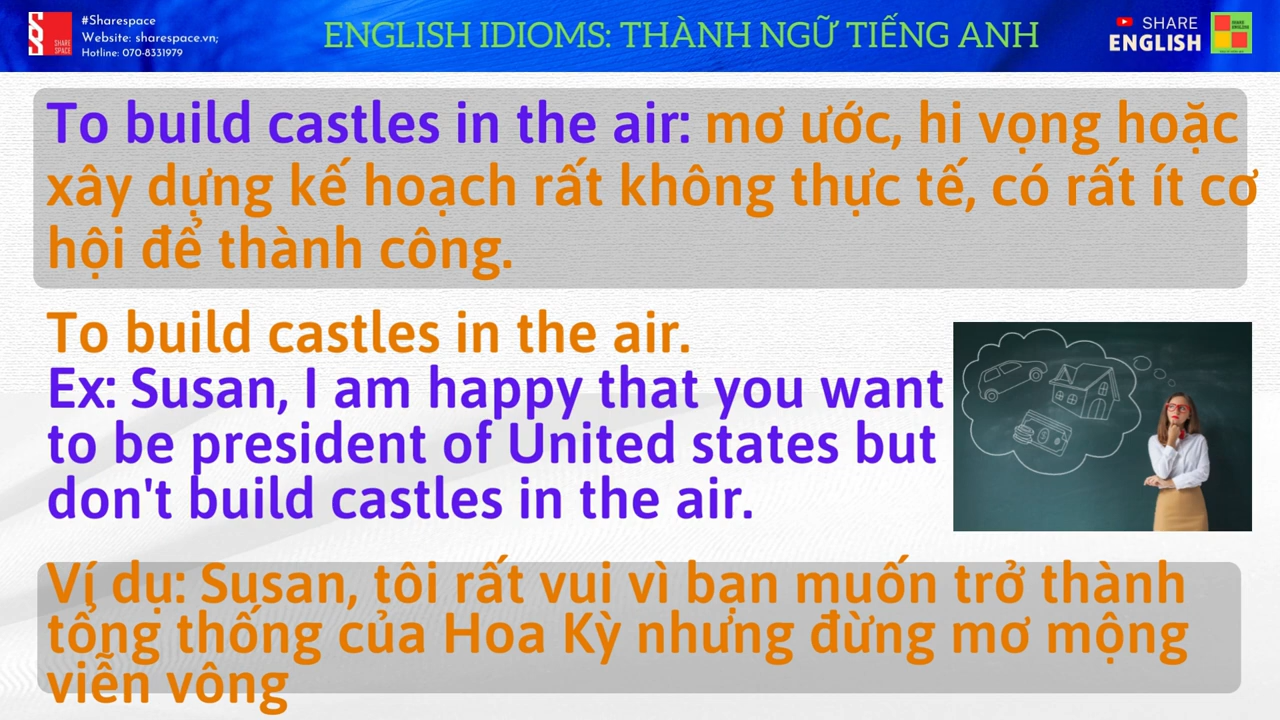 #Sharespace
Website: sharespace.vn;
Hotline: 070-8331979
SHARE
SPACE
ENGLISH IDIOMS: THÀNH NGỮ TIẾNG ANH
SHARE
ENGLISH
To build castles in the air: mơ ước, hi vọng hoặc
xây dựng kế hoạch rất không thực tế, có rất ít cơ
hội để thành công.
To build castles in the air.
Ex: Susan, I am happy that you want
to be president of United states but
don't build castles in the air.
Ví dụ: Susan, tôi rất vui vì bạn muốn trở thành
tổng thống của Hoa Kỳ nhưng đừng mơ mộng
viễn vông